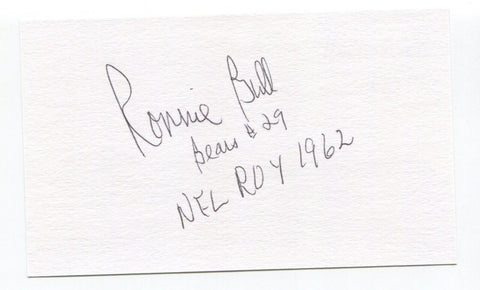 Ronnie Bull
Bears #29
NFL ROY 1962